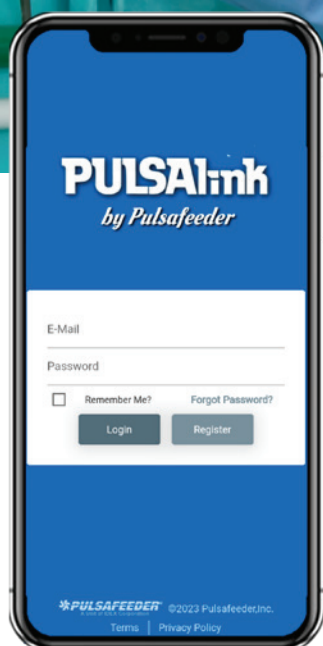 PULSAlink
by Pulsafeeder
E-Mail
Password
Remember Me? Forgot Password?
Login Register
PULSAFEEDER ©2023 Pulsafeeder,Inc.
Terms | Privacy Policy